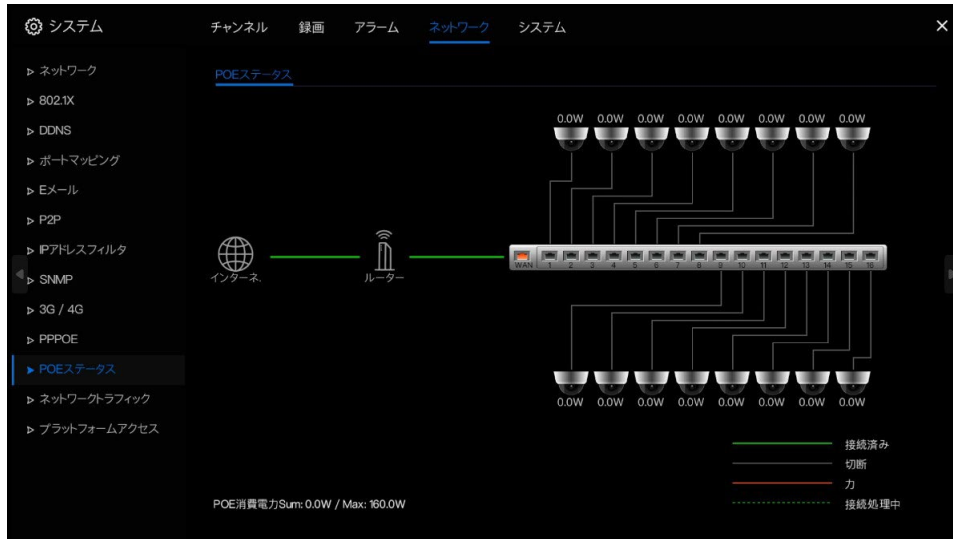 システム
チャンネル 録画 アラーム ネットワーク システム
ネットワーク
802.1X
DDNS
ポートマッピング
Eメール
P2P
IPアドレスフィルタ
SNMP
3G / 4G
PPPOE
POEステータス
ネットワークトラフィック
プラットフォームアクセス
POEステータス
0.0W 0.0W 0.0W 0.0W 0.0W 0.0W 0.0W 0.0W
インターネ.
ルーター
WAN 1 2 3 4 5 6 7 8 9 10 11 12 13 14 15 16
0.0W 0.0W 0.0W 0.0W 0.0W 0.0W 0.0W 0.0W
接続済み
切断
力
接続処理中
POE消費電力Sum: 0.0W / Max: 160.0W